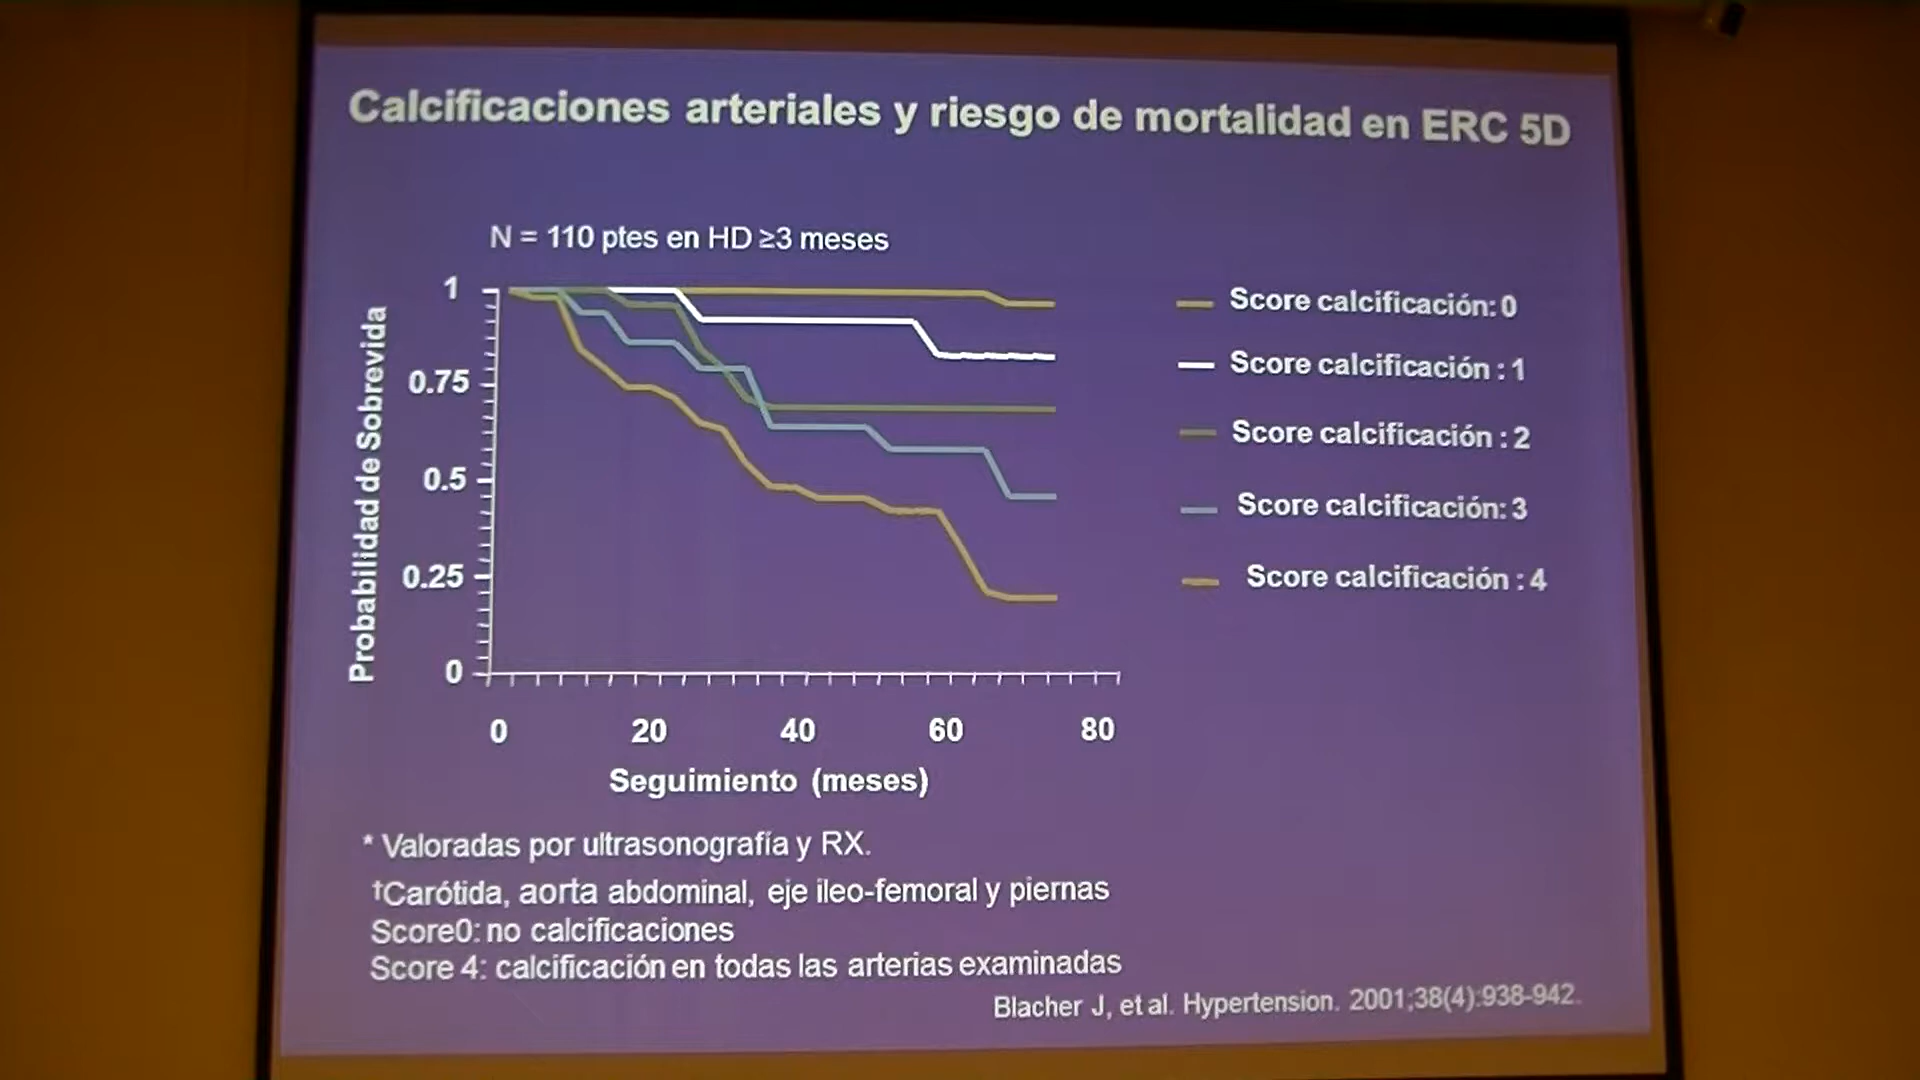 Calcificaciones arteriales y riesgo de mortalidad en ERC 5D
N = 110 ptes en HD ≥3 meses
Probabilidad de Sobrevida
1
0.75
0.5
0.25
0
0 20 40 60 80
Seguimiento (meses)
Score calcificación: 0
Score calcificación : 1
Score calcificación : 2
Score calcificación: 3
Score calcificación : 4
* Valoradas por ultrasonografía y RX.
†Carótida, aorta abdominal, eje ileo-femoral y piernas
Score0: no calcificaciones
Score 4: calcificación en todas las arterias examinadas
Blacher J, et al. Hypertension. 2001;38(4):938-942.